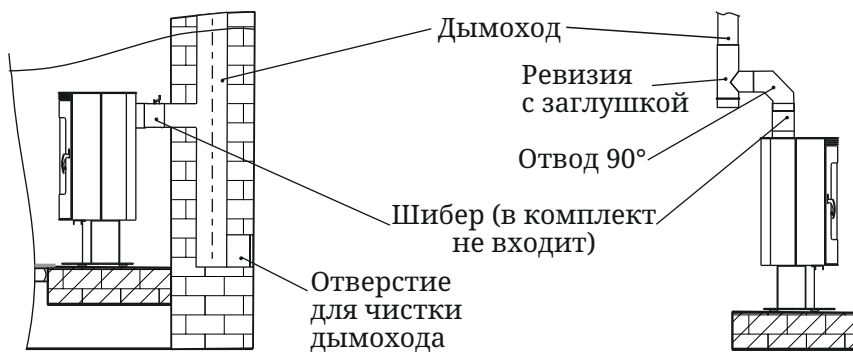 Дымоход
Ревизия
с заглушкой
Отвод 90°
Шибер (в комплект
не входит)
Отверстие
для чистки
дымохода